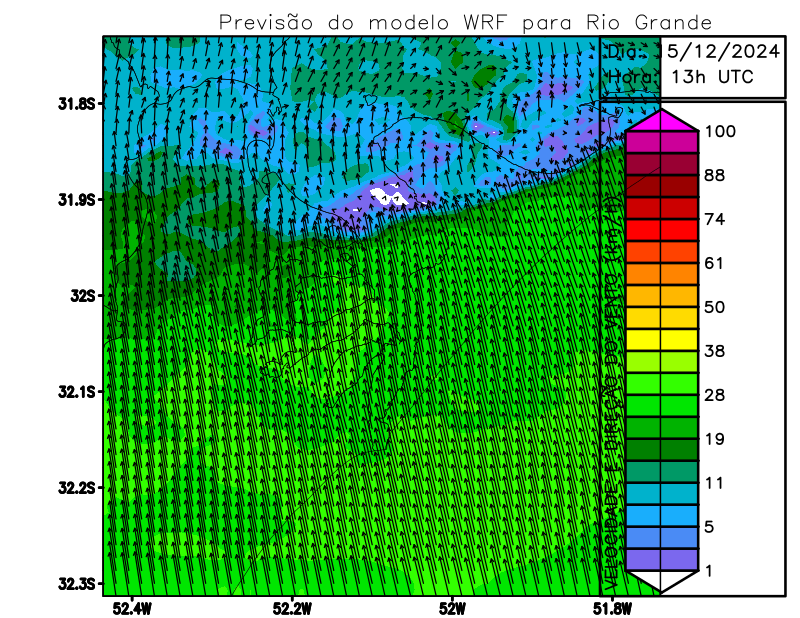 Previsão do modelo WRF para Rio Grande
Dia: 5/12/2024
Hora: 13h UTC
31.8S
31.9S
32S
32.1S
32.2S
32.3S
52.4W
52.2W
52W
51.8W
VELOCIDADE E DIREÇÃO DO VENTO (km/h)
100
88
74
61
50
38
28
19
11
5
1